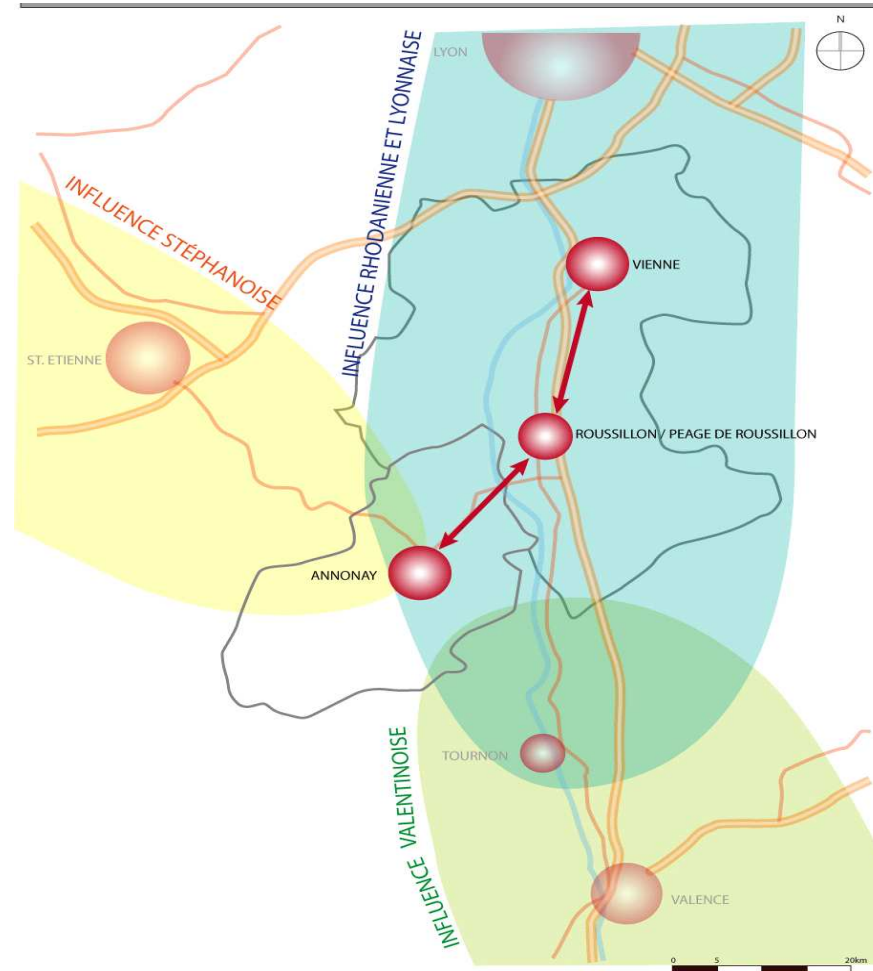 N
LYON
INFLUENCE RHODANIENNE ET LYONNAISE
INFLUENCE STÉPHANOISE
VIENNE
ST. ETIENNE
ROUSSILLON / PEAGE DE ROUSSILLON
ANNONAY
TOURNON
INFLUENCE VALENTINOISE
VALENCE
0 5 20km